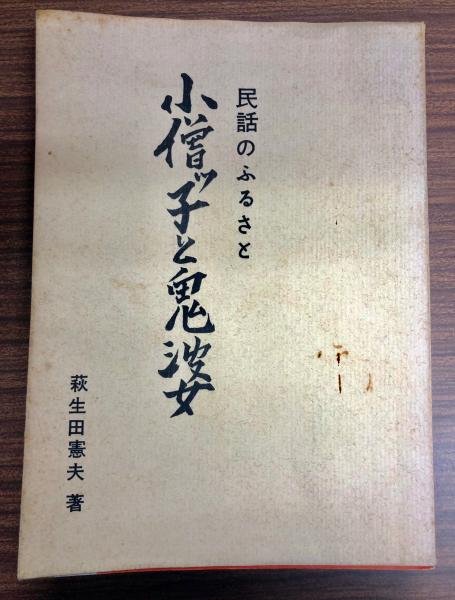 民話のふるさと
小僧ッ子と鬼婆
萩生田憲夫 著